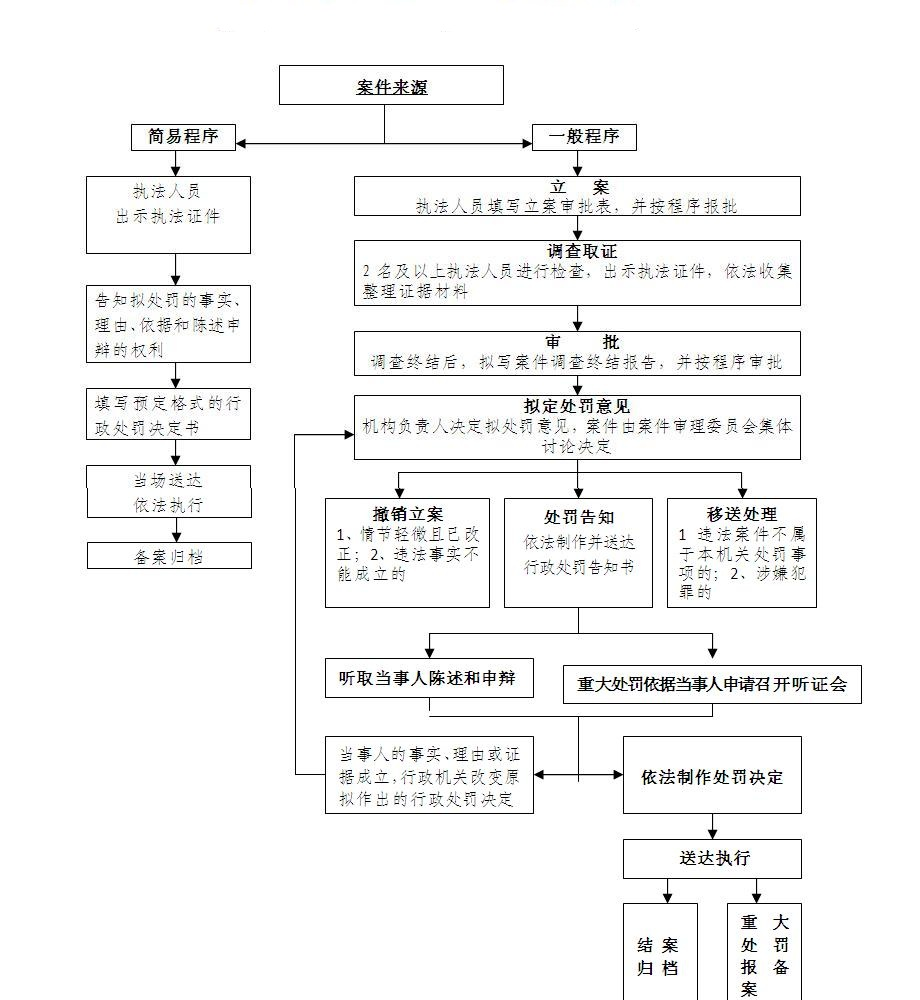 案件来源
简易程序
一般程序
执法人员
出示执法证件
告知拟处罚的事实、
理由、依据和陈述申
辩的权利
填写预定格式的行
政处罚决定书
当场送达
依法执行
备案归档
立 案
执法人员填写立案审批表，并按程序报批
调查取证
2 名及以上执法人员进行检查，出示执法证件，依法收集
整理证据材料
审 批
调查终结后，拟写案件调查终结报告，并按程序审批
拟定处罚意见
机构负责人决定拟处罚意见，案件由案件审理委员会集体
讨论决定
撤销立案
1、情节轻微且已改
正；2、违法事实不
能成立的
处罚告知
依法制作并送达
行政处罚告知书
移送处理
1 违法案件不属
于本机关处罚事
项的；2、涉嫌犯
罪的
听取当事人陈述和申辩
重大处罚依据当事人申请召开听证会
当事人的事实、理由或证
据成立，行政机关改变原
拟作出的行政处罚决定
依法制作处罚决定
送达执行
结 案
归 档
重 大
处 罚
报 备
案